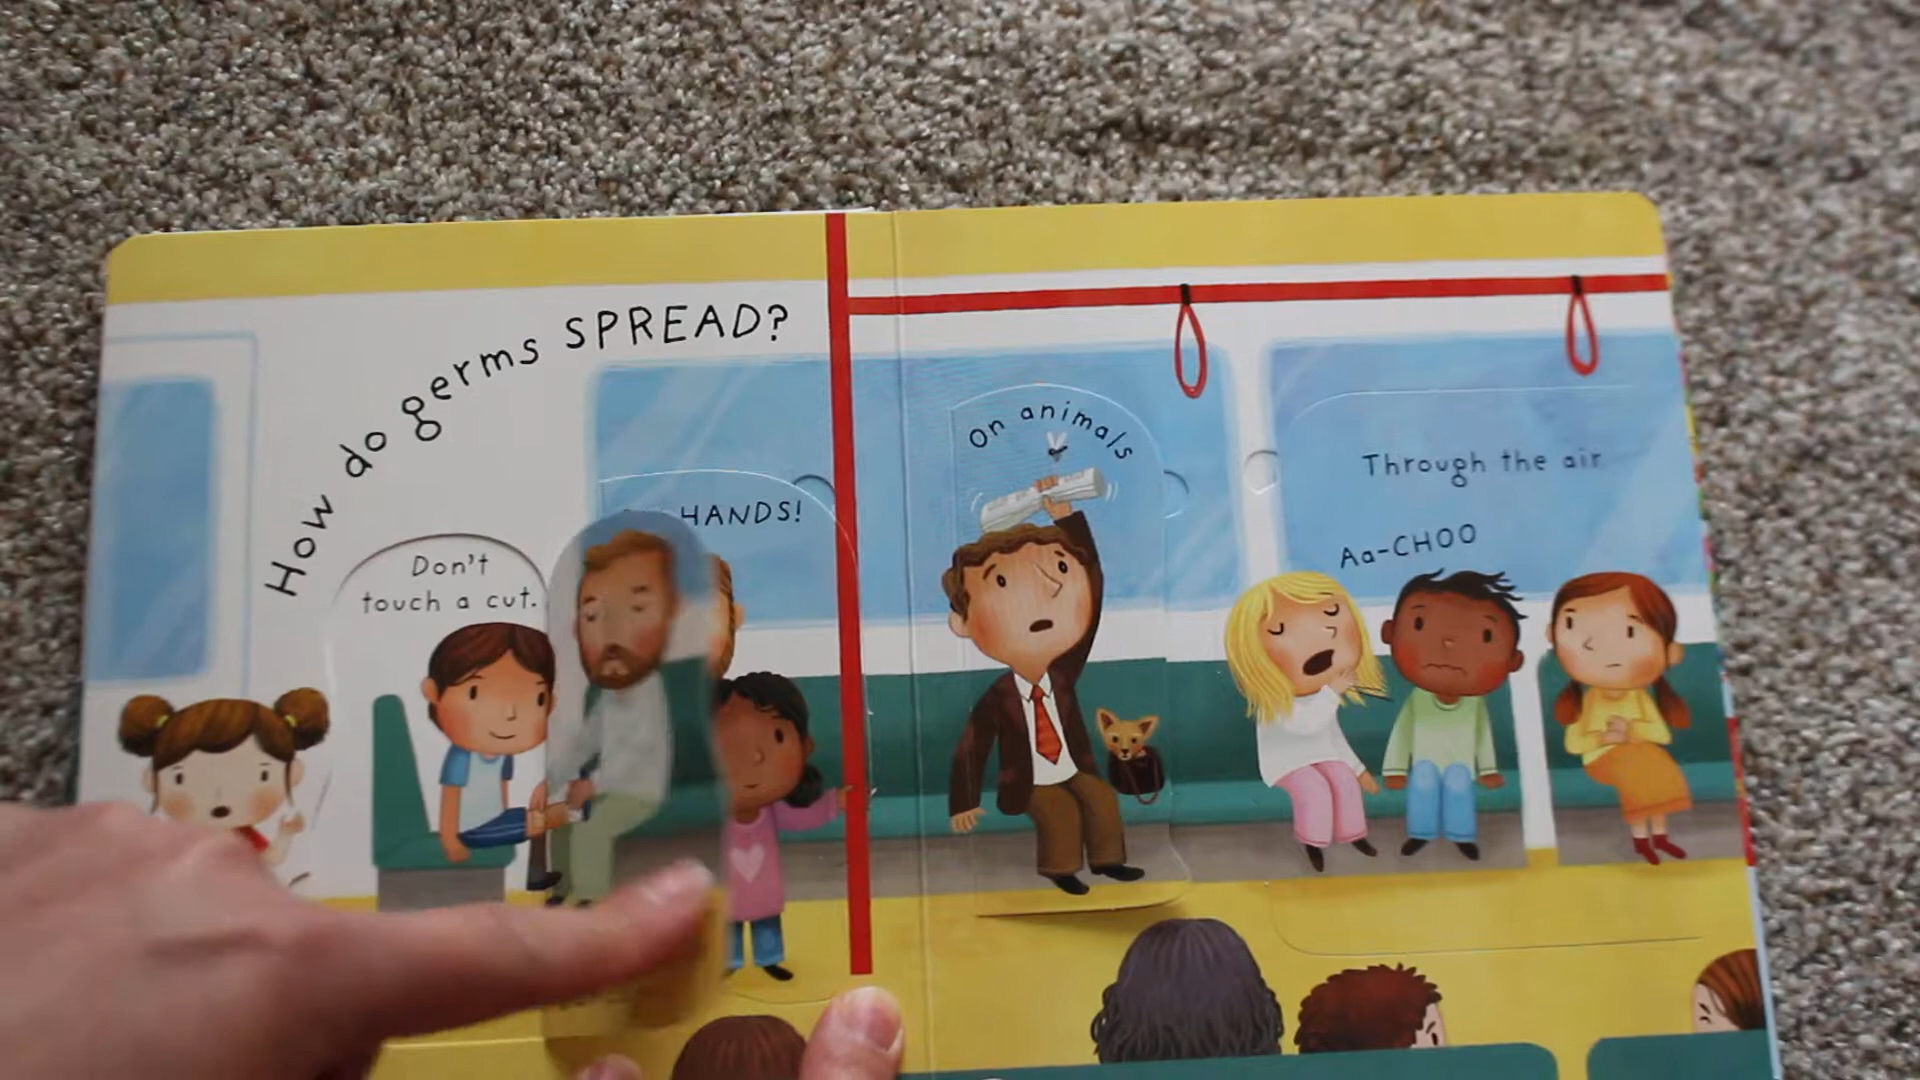 How do germs SPREAD?
Don't
touch a cut.
HANDS!
On animals
Through the air
Aa-CHOO